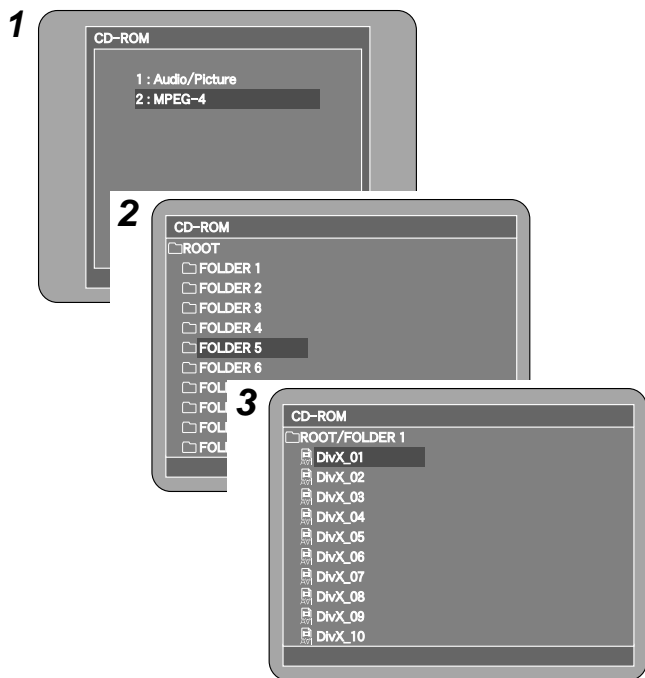 1
CD-ROM
1 : Audio/Picture
2 : MPEG-4
2
CD-ROM
ROOT
FOLDER 1
FOLDER 2
FOLDER 3
FOLDER 4
FOLDER 5
FOLDER 6
3
CD-ROM
ROOT/FOLDER 1
DivX_01
DivX_02
DivX_03
DivX_04
DivX_05
DivX_06
DivX_07
DivX_08
DivX_09
DivX_10